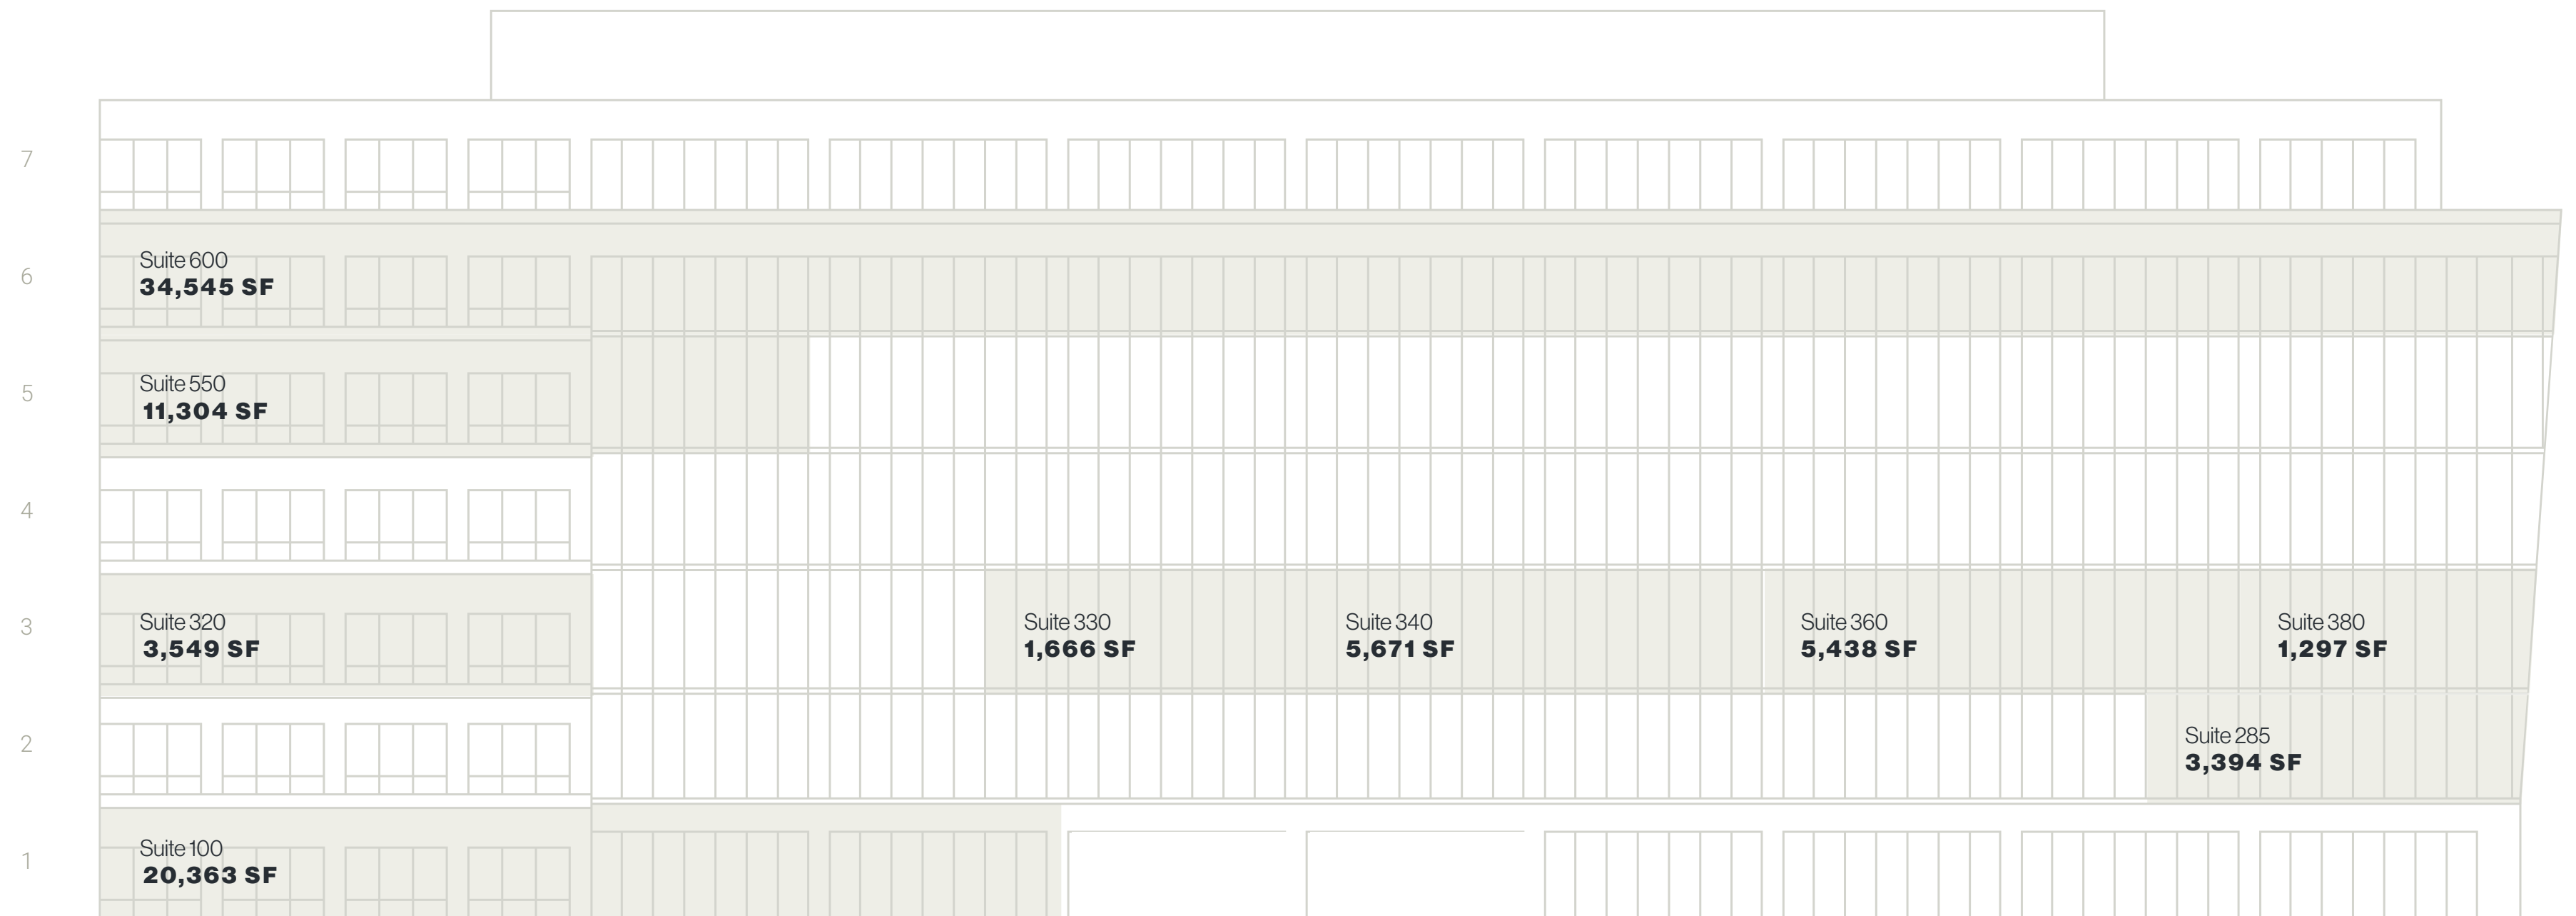 7
6
Suite 600
34,545 SF
5
Suite 550
11,304 SF
4
3
Suite 320
3,549 SF
Suite 330
1,666 SF
Suite 340
5,671 SF
Suite 360
5,438 SF
Suite 380
1,297 SF
2
Suite 285
3,394 SF
1
Suite 100
20,363 SF